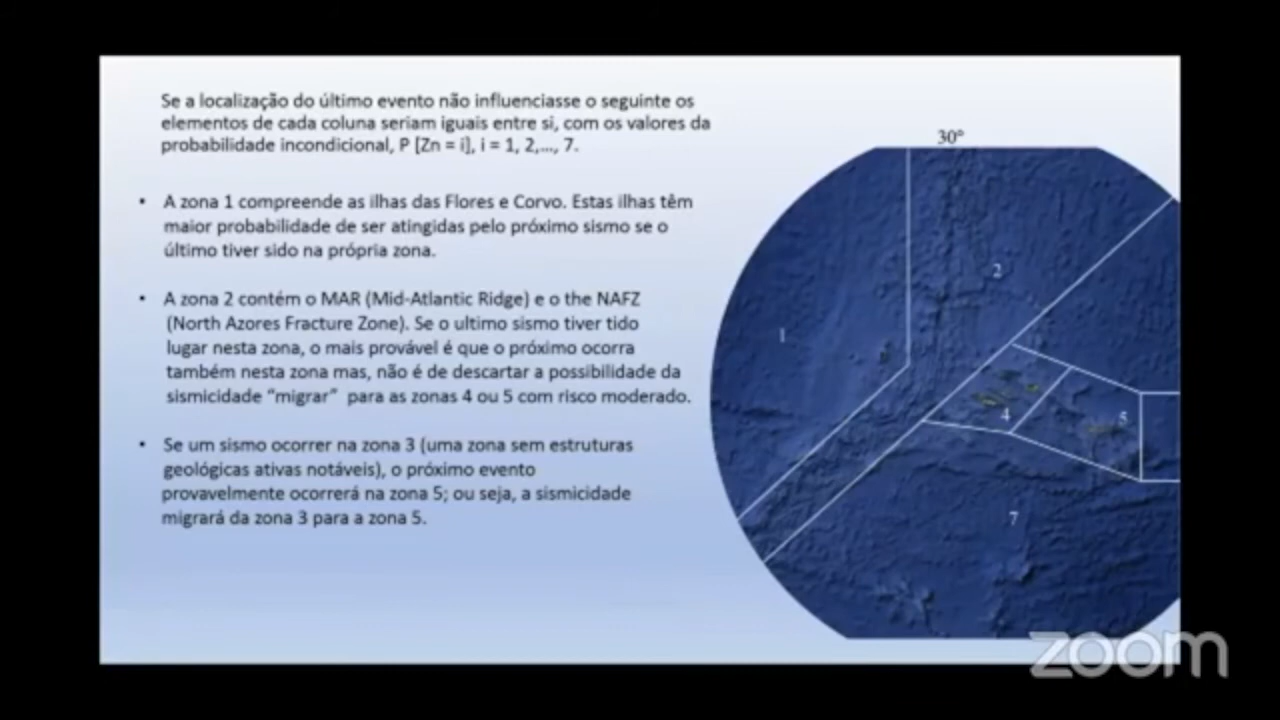 Se a localização do último evento não influenciasse o seguinte os
elementos de cada coluna seriam iguais entre si, com os valores da
probabilidade incondicional, P [Zn = i], i = 1, 2,..., 7.
• A zona 1 compreende as ilhas das Flores e Corvo. Estas ilhas têm
maior probabilidade de ser atingidas pelo próximo sismo se o
último tiver sido na própria zona.
• A zona 2 contém o MAR (Mid-Atlantic Ridge) e o the NAFZ
(North Azores Fracture Zone). Se o ultimo sismo tiver tido
lugar nesta zona, o mais provável é que o próximo ocorra
também nesta zona mas, não é de descartar a possibilidade da
sismicidade “migrar” para as zonas 4 ou 5 com risco moderado.
• Se um sismo ocorrer na zona 3 (uma zona sem estruturas
geológicas ativas notáveis), o próximo evento
provavelmente ocorrerá na zona 5; ou seja, a sismicidade
migrará da zona 3 para a zona 5.
30°
2
1
4
5
7
zoom